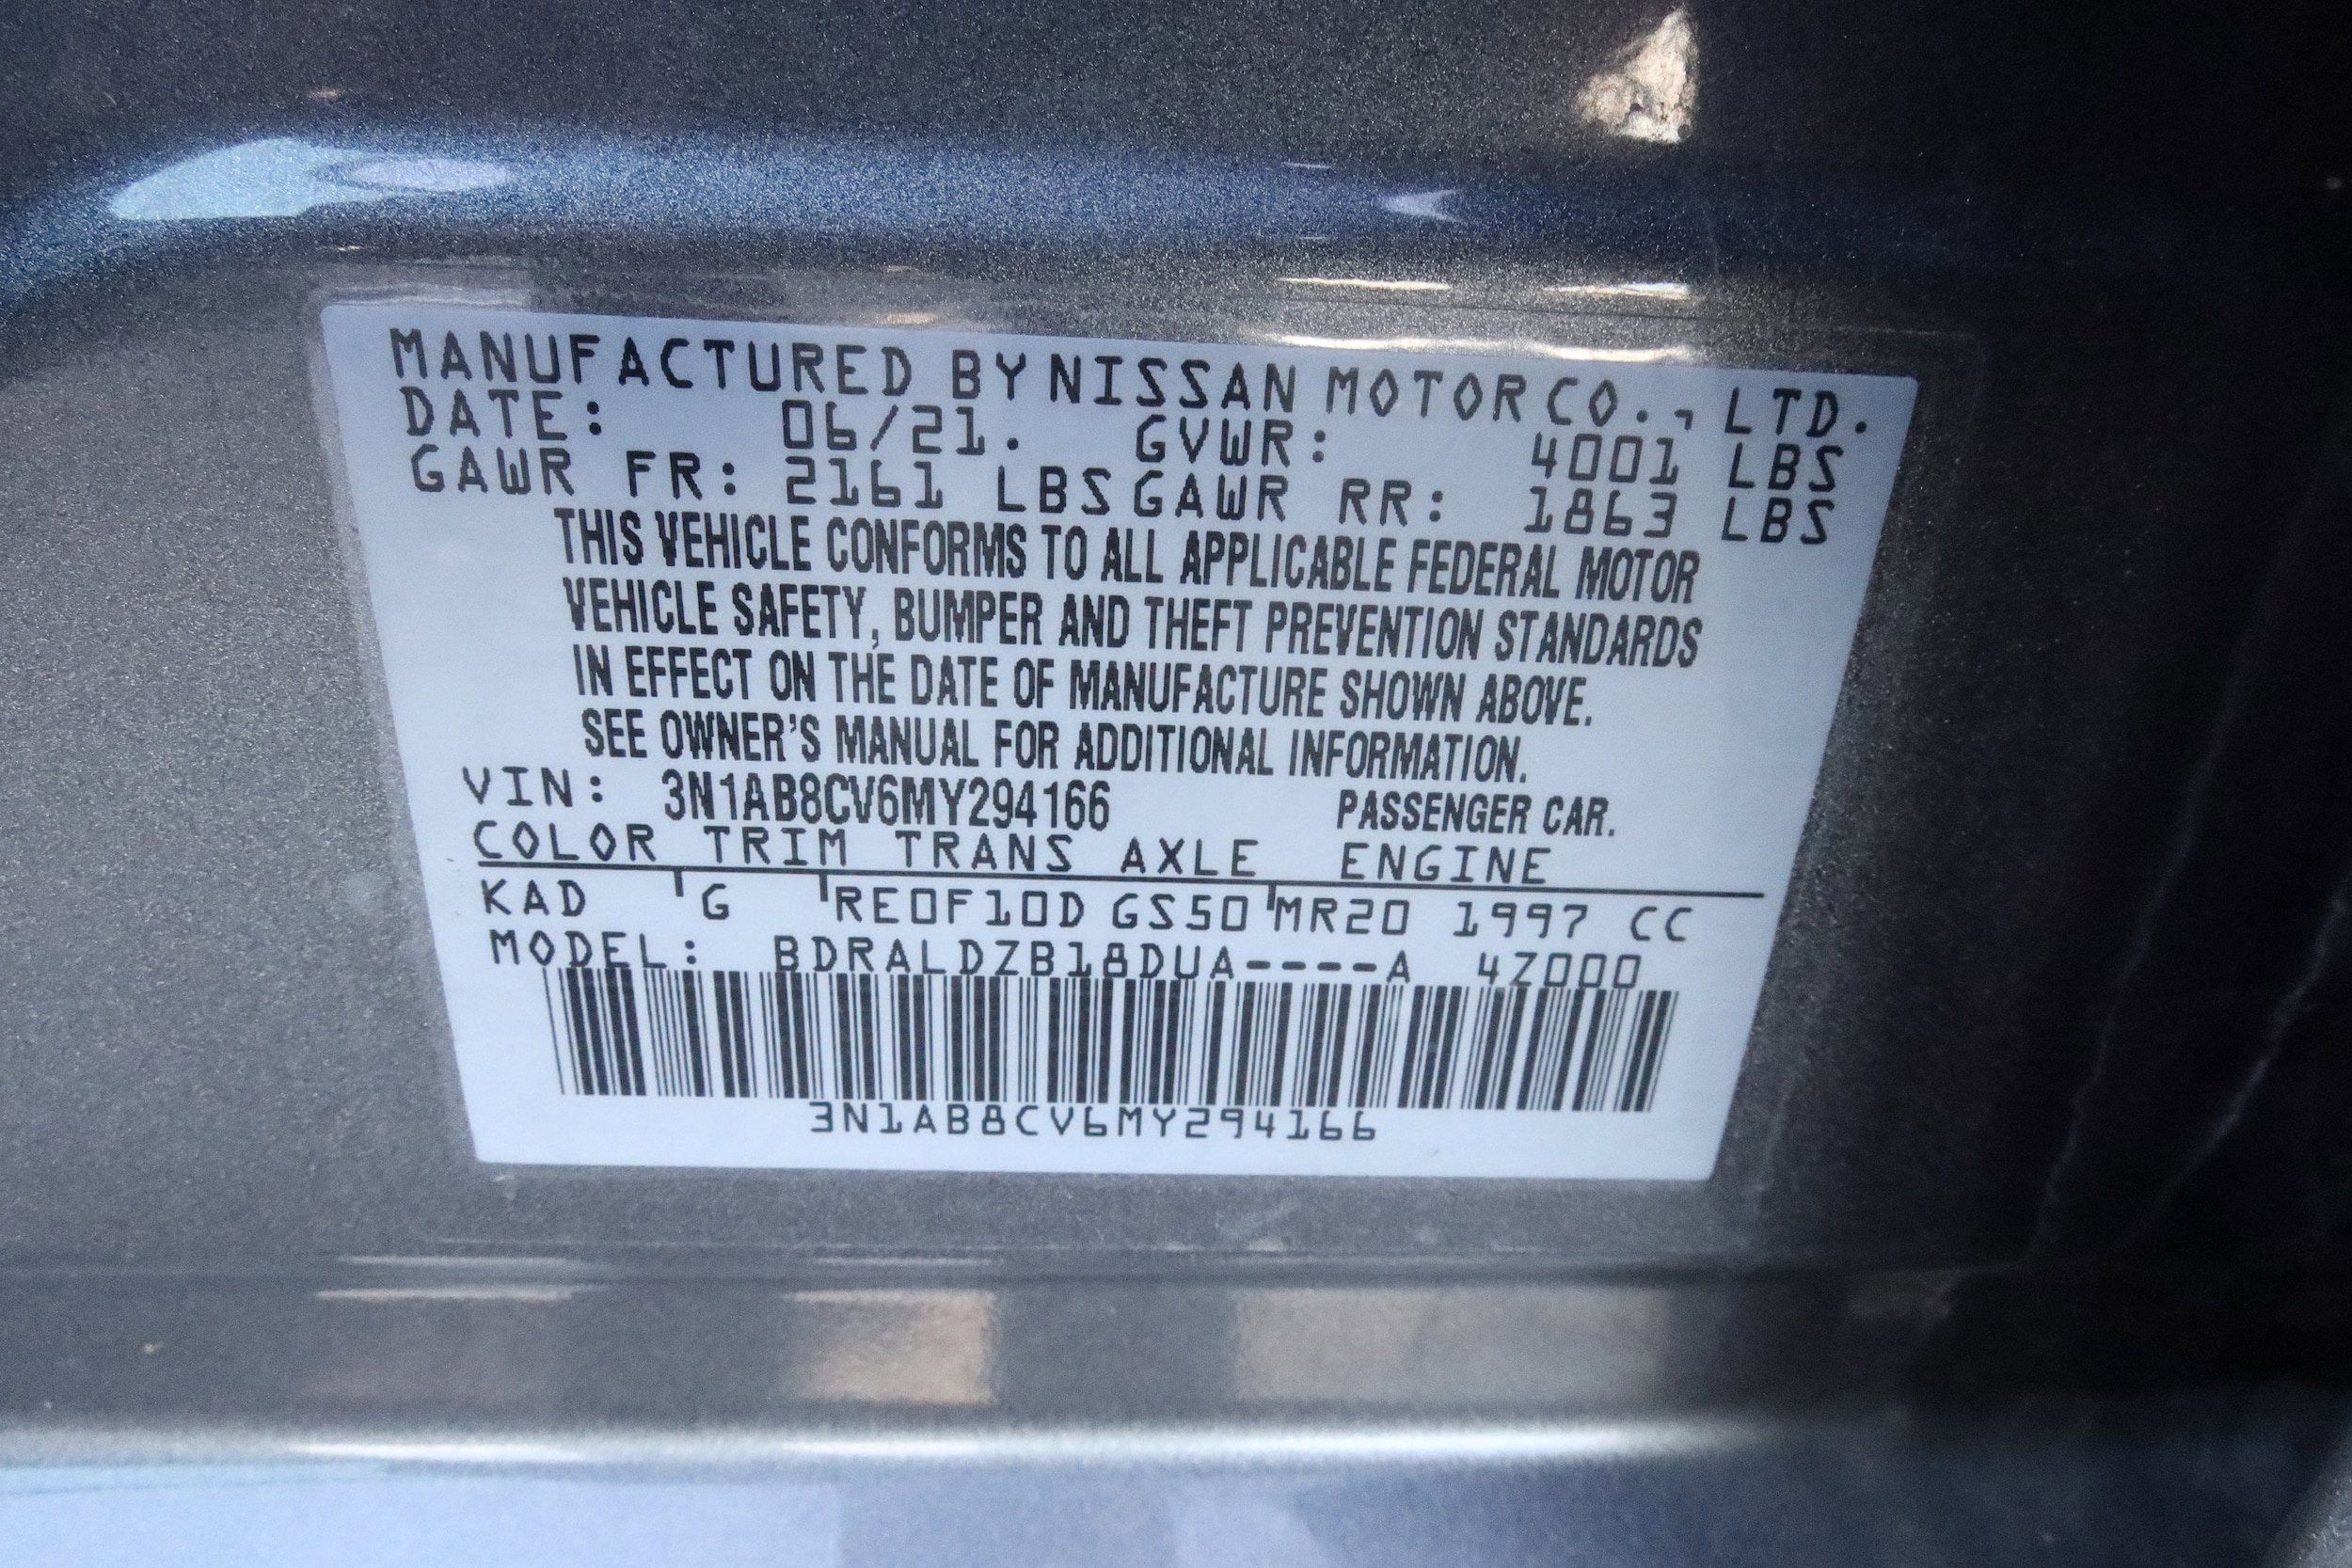 MANUFACTURED BY NISSAN MOTOR CO., LTD.
DATE: 06/21. GVWR: 4001 LBS
GAWR FR: 2161 LBS GAWR RR: 1863 LBS
THIS VEHICLE CONFORMS TO ALL APPLICABLE FEDERAL MOTOR
VEHICLE SAFETY, BUMPER AND THEFT PREVENTION STANDARDS
IN EFFECT ON THE DATE OF MANUFACTURE SHOWN ABOVE.
SEE OWNER'S MANUAL FOR ADDITIONAL INFORMATION.
VIN: 3N1AB8CV6MY294166 PASSENGER CAR.
COLOR TRIM TRANS AXLE ENGINE
KAD G RE0F10D GS50 MR20 1997 CC
MODEL: BDRALDZB18DUA----A 4Z000
3N1AB8CV6MY294166